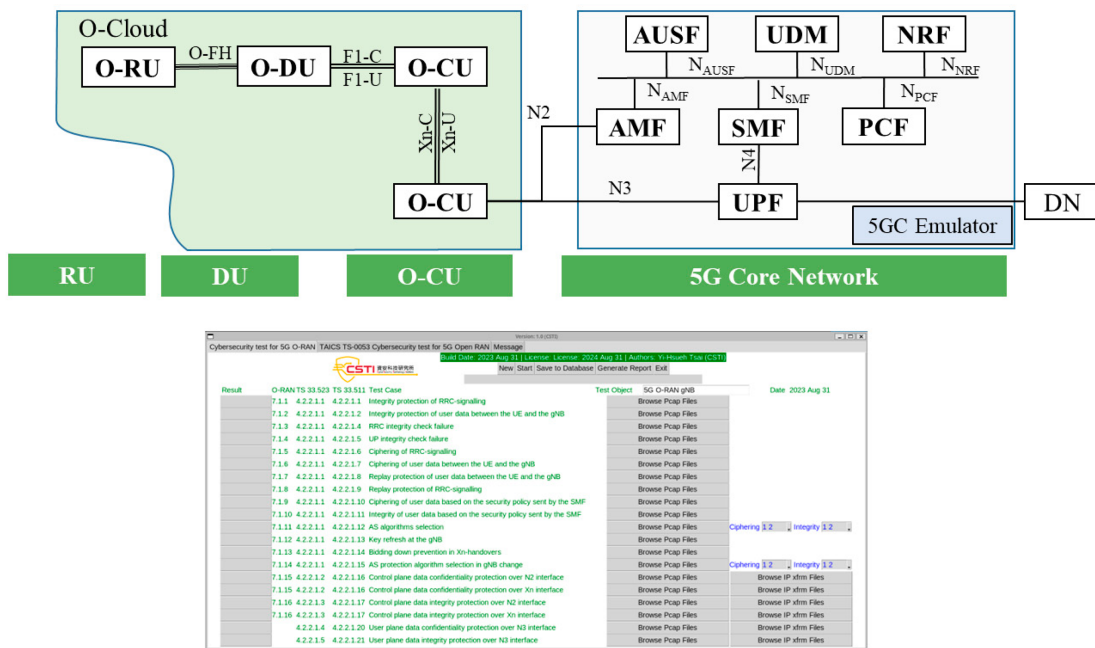 O-Cloud
O-RU
O-FH
O-DU
F1-C
F1-U
O-CU
Xn-C
Xn-U
O-CU
N2
N3
AUSF
UDM
NRF
NAUSF
NUDM
NNRF
NAMF
NSMF
NPCF
AMF
SMF
PCF
N4
UPF
5GC Emulator
DN
RU
DU
O-CU
5G Core Network
Version: 1.0 (CSTI)
Cybersecurity test for 5G O-RAN TAICS TS-0053 Cybersecurity test for 5G Open RAN Message
Build Date: 2023 Aug 31 | License: License: 2024 Aug 31 | Authors: Yi-Hsueh Tsai (CSTI)
CSTI
New Start Save to Database Generate Report Exit
Result O-RAN TS 33.523 TS 33.511 Test Case Test Object 5G O-RAN gNB Date 2023 Aug 31
7.1.1 4.2.2.1.1 4.2.2.1.1 Integrity protection of RRC-signalling Browse Pcap Files
7.1.2 4.2.2.1.1 4.2.2.1.2 Integrity protection of user data between the UE and the gNB Browse Pcap Files
7.1.3 4.2.2.1.1 4.2.2.1.4 RRC integrity check failure Browse Pcap Files
7.1.4 4.2.2.1.1 4.2.2.1.5 UP integrity check failure Browse Pcap Files
7.1.5 4.2.2.1.1 4.2.2.1.6 Ciphering of RRC-signalling Browse Pcap Files
7.1.6 4.2.2.1.1 4.2.2.1.7 Ciphering of user data between the UE and the gNB Browse Pcap Files
7.1.7 4.2.2.1.1 4.2.2.1.8 Replay protection of user data between the UE and the gNB Browse Pcap Files
7.1.8 4.2.2.1.1 4.2.2.1.9 Replay protection of RRC-signalling Browse Pcap Files
7.1.9 4.2.2.1.1 4.2.2.1.10 Ciphering of user data based on the security policy sent by the SMF Browse Pcap Files
7.1.10 4.2.2.1.1 4.2.2.1.11 Integrity of user data based on the security policy sent by the SMF Browse Pcap Files
7.1.11 4.2.2.1.1 4.2.2.1.12 AS algorithms selection Browse Pcap Files Ciphering 1 2 Integrity 1 2
7.1.12 4.2.2.1.1 4.2.2.1.13 Key refresh at the gNB Browse Pcap Files
7.1.13 4.2.2.1.1 4.2.2.1.14 Bidding down prevention in Xn-handovers Browse Pcap Files
7.1.14 4.2.2.1.1 4.2.2.1.15 AS protection algorithm selection in gNB change Browse Pcap Files Ciphering 1 2 Integrity 1 2
7.1.15 4.2.2.1.2 4.2.2.1.16 Control plane data confidentiality protection over N2 interface Browse Pcap Files Browse IP xfrm Files
7.1.15 4.2.2.1.2 4.2.2.1.16 Control plane data confidentiality protection over Xn interface Browse Pcap Files Browse IP xfrm Files
7.1.16 4.2.2.1.3 4.2.2.1.17 Control plane data integrity protection over N2 interface Browse Pcap Files Browse IP xfrm Files
7.1.16 4.2.2.1.3 4.2.2.1.17 Control plane data integrity protection over Xn interface Browse Pcap Files Browse IP xfrm Files
4.2.2.1.4 4.2.2.1.20 User plane data confidentiality protection over N3 interface Browse Pcap Files Browse IP xfrm Files
4.2.2.1.5 4.2.2.1.21 User plane data integrity protection over N3 interface Browse Pcap Files Browse IP xfrm Files